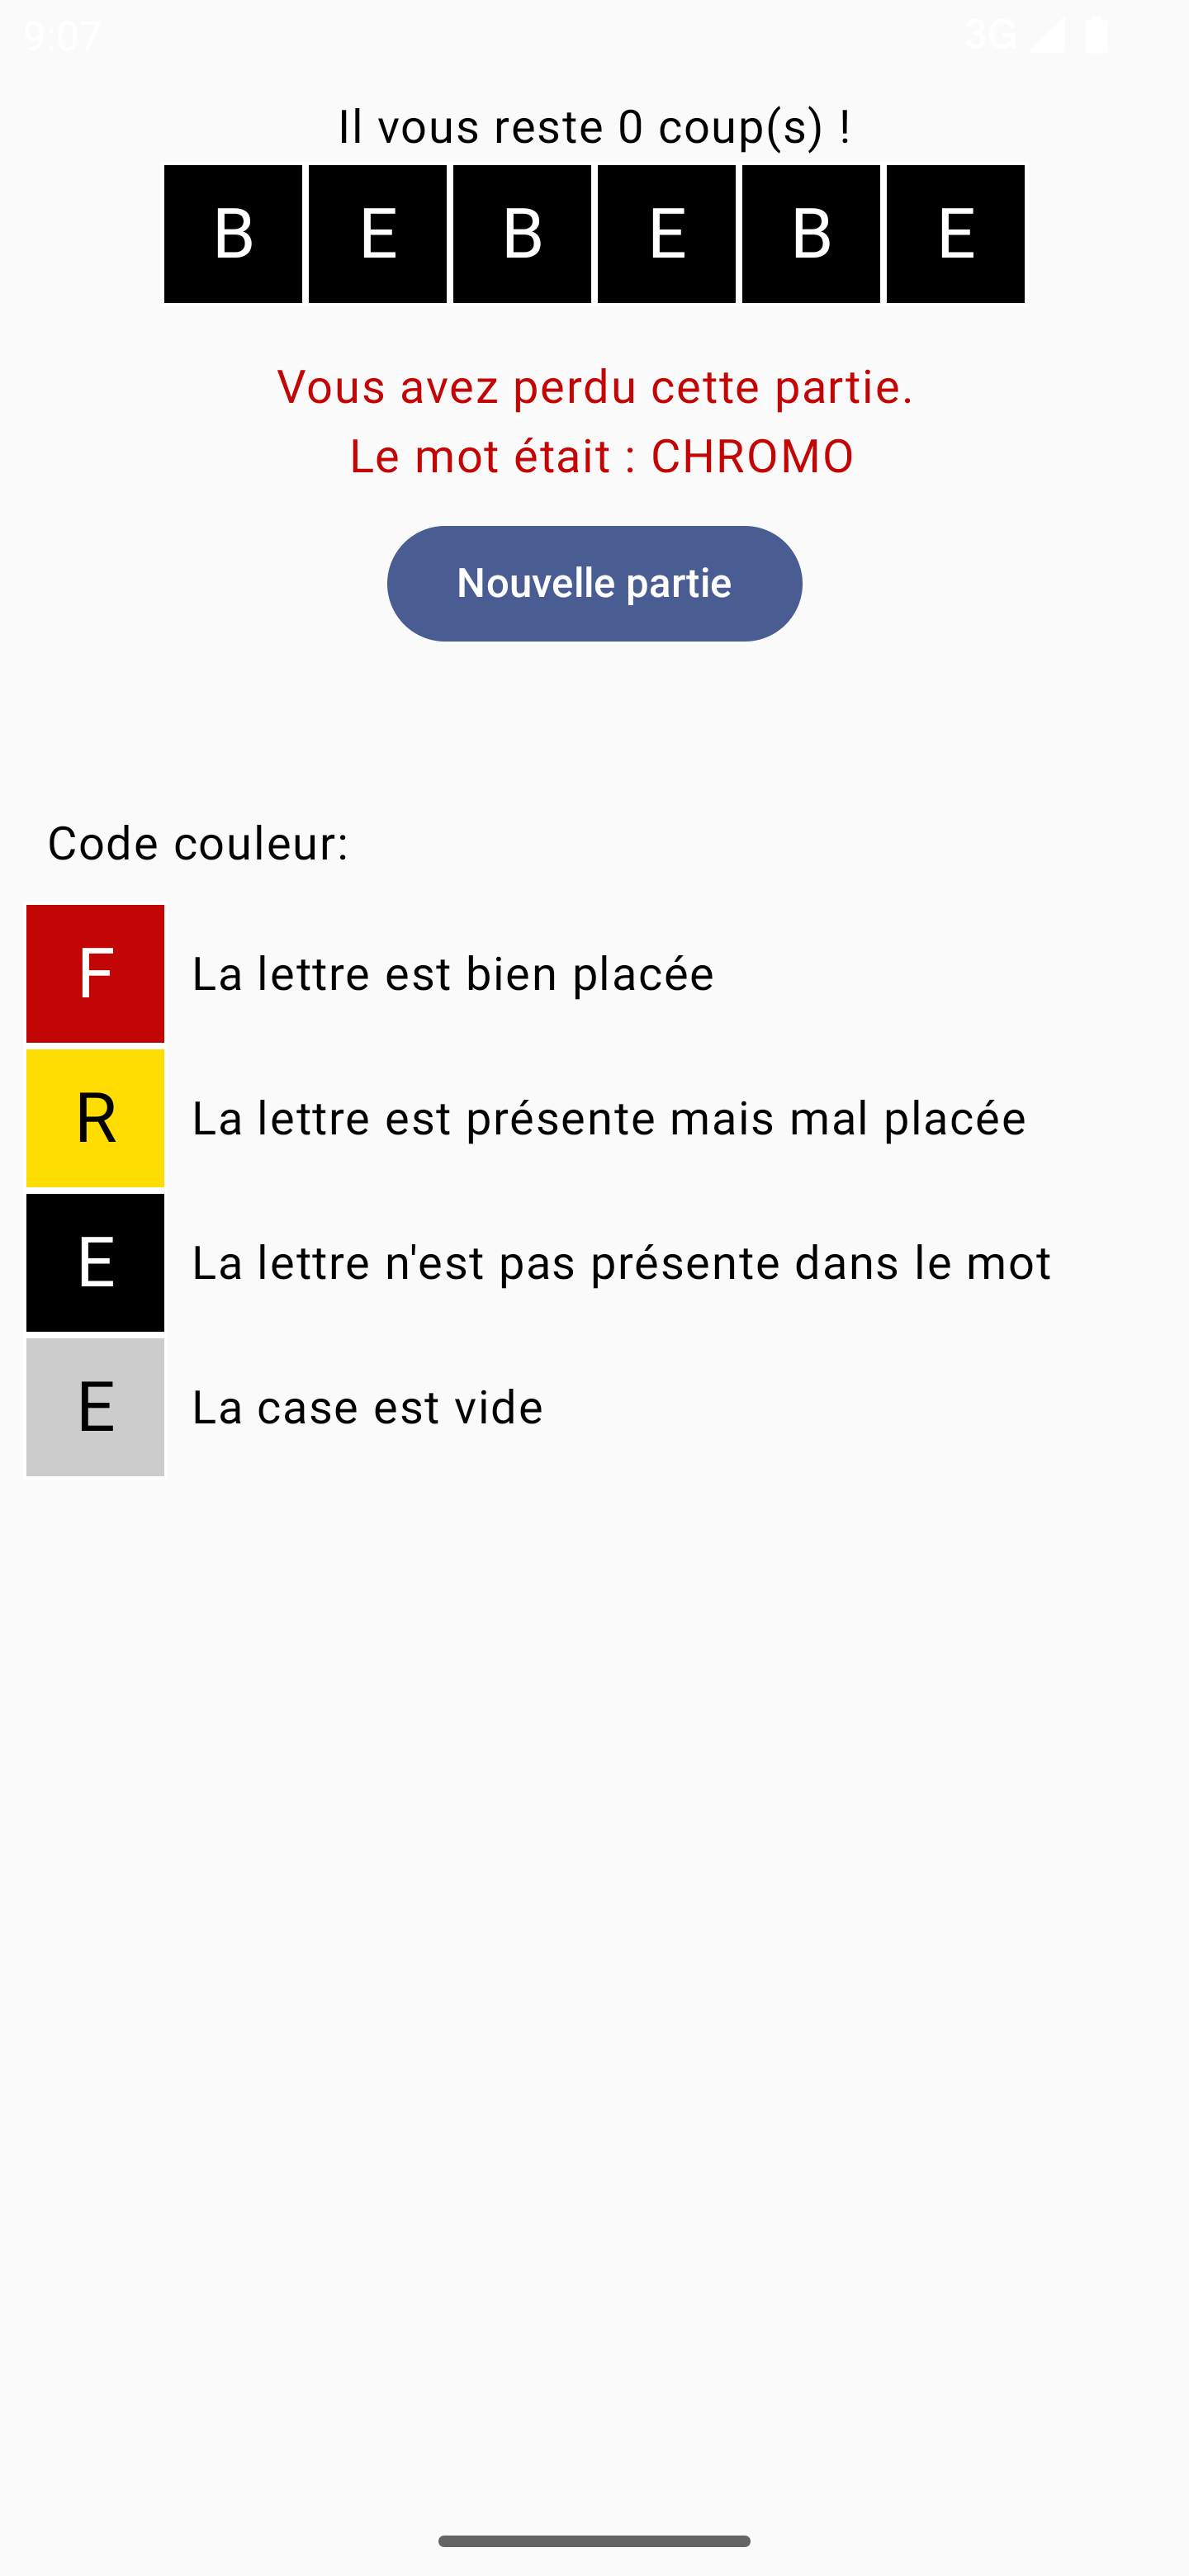 9:07
3G
Il vous reste 0 coup(s) !
B E B E B E
Vous avez perdu cette partie.
Le mot était : CHROMO
Nouvelle partie
Code couleur:
F La lettre est bien placée
R La lettre est présente mais mal placée
E La lettre n'est pas présente dans le mot
E La case est vide